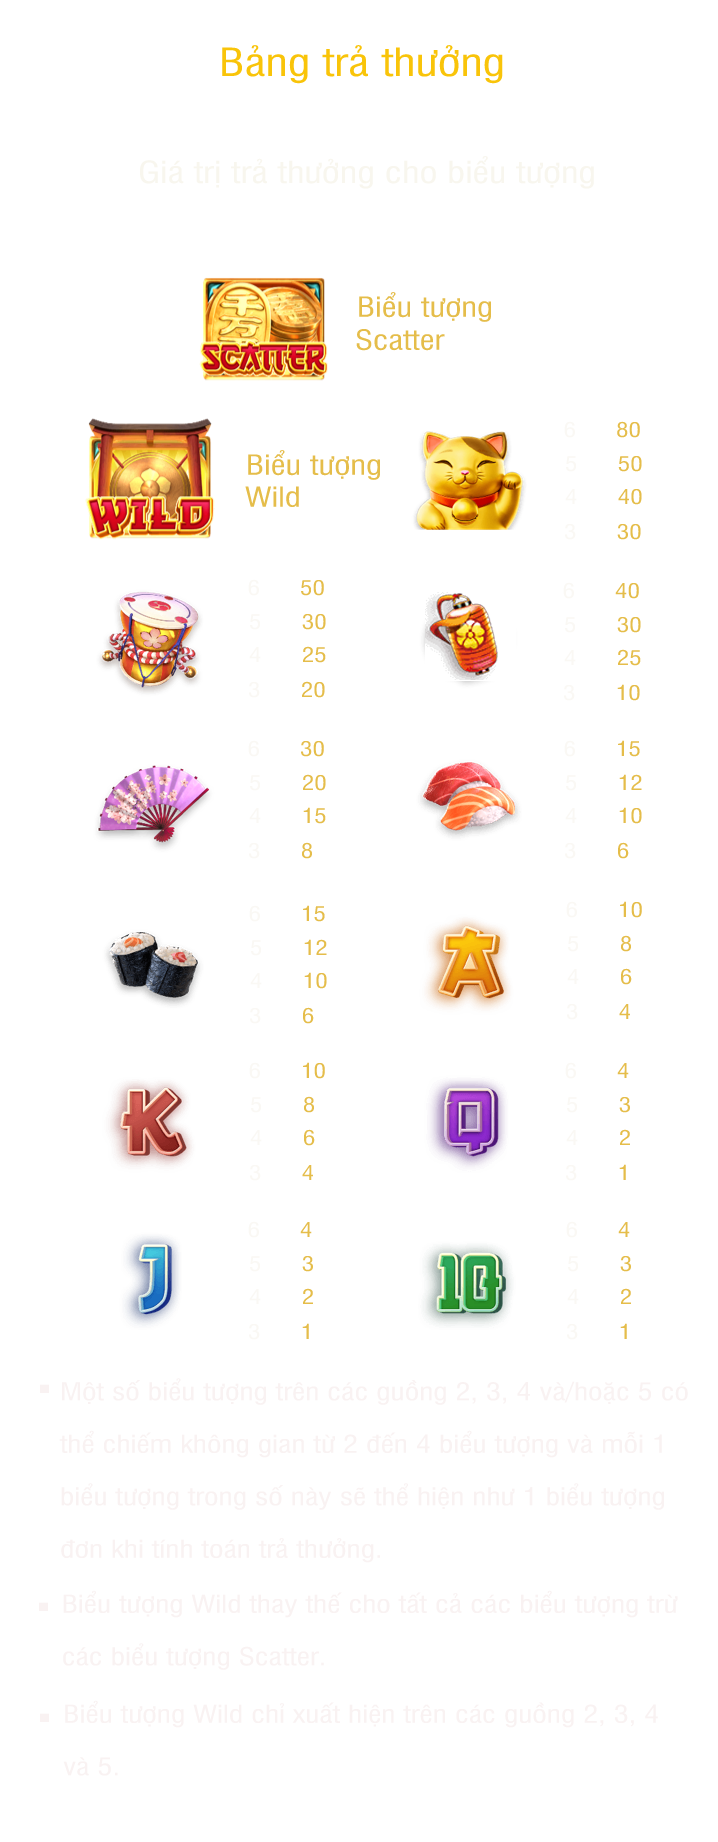 Bảng trả thưởng
Giá trị trả thưởng cho biểu tượng
SCATTER
Biểu tượng
Scatter
WILD
Biểu tượng
Wild
6 80
5 50
4 40
3 30
6 50
5 30
4 25
3 20
6 40
5 30
4 25
3 10
6 30
5 20
4 15
3 8
6 15
5 12
4 10
3 6
6 15
5 12
4 10
3 6
A
6 10
5 8
4 6
3 4
K
6 10
5 8
4 6
3 4
Q
6 4
5 3
4 2
3 1
J
6 4
5 3
4 2
3 1
10
6 4
5 3
4 2
3 1
Một số biểu tượng trên các guồng 2, 3, 4 và/hoặc 5 có
thể chiếm không gian từ 2 đến 4 biểu tượng và mỗi 1
biểu tượng trong số này sẽ thể hiện như 1 biểu tượng
đơn khi tính toán trả thưởng.
Biểu tượng Wild thay thế cho tất cả các biểu tượng trừ
các biểu tượng Scatter.
Biểu tượng Wild chỉ xuất hiện trên các guồng 2, 3, 4
và 5.